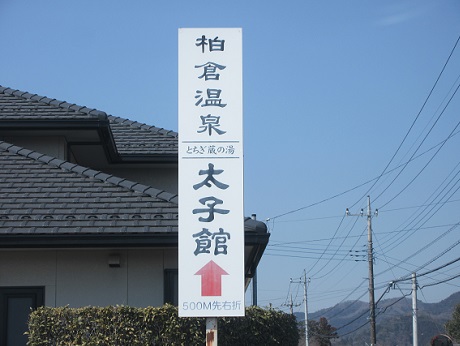 柏倉温泉
とちぎ蔵の湯
太子館
500M先右折